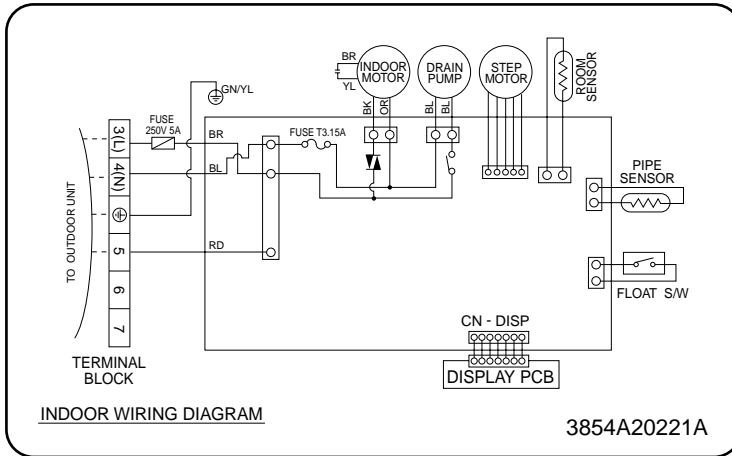 BR
YL
INDOOR
MOTOR
DRAIN
PUMP
STEP
MOTOR
ROOM
SENSOR
GN/YL
BK
OR
BL
BL
3(L)
4(N)
5
6
7
FUSE
250V 5A
BR
BL
RD
FUSE T3.15A
TO OUTDOOR UNIT
PIPE
SENSOR
FLOAT S/W
CN - DISP
DISPLAY PCB
TERMINAL
BLOCK
INDOOR WIRING DIAGRAM
3854A20221A